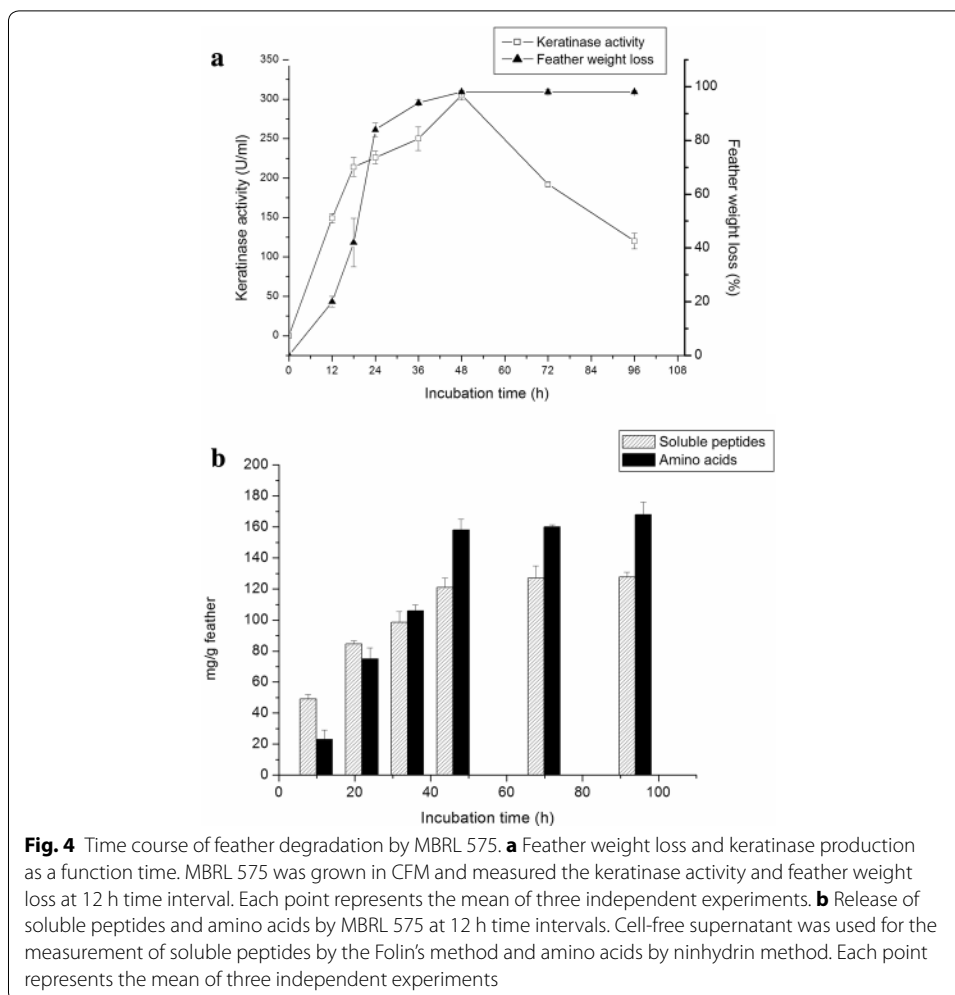 a
Keratinase activity
Feather weight loss
350
300
250
200
150
100
50
0
Keratinase activity (U/ml)
100
80
60
40
20
0
Feather weight loss (%)
0 12 24 36 48 60 72 84 96 108
Incubation time (h)
b
Soluble peptides
Amino acids
200
180
160
140
120
100
80
60
40
20
0
mg/g feather
0 20 40 60 80 100
Incubation time (h)
Fig. 4 Time course of feather degradation by MBRL 575. a Feather weight loss and keratinase production
as a function time. MBRL 575 was grown in CFM and measured the keratinase activity and feather weight
loss at 12 h time interval. Each point represents the mean of three independent experiments. b Release of
soluble peptides and amino acids by MBRL 575 at 12 h time intervals. Cell-free supernatant was used for the
measurement of soluble peptides by the Folin's method and amino acids by ninhydrin method. Each point
represents the mean of three independent experiments